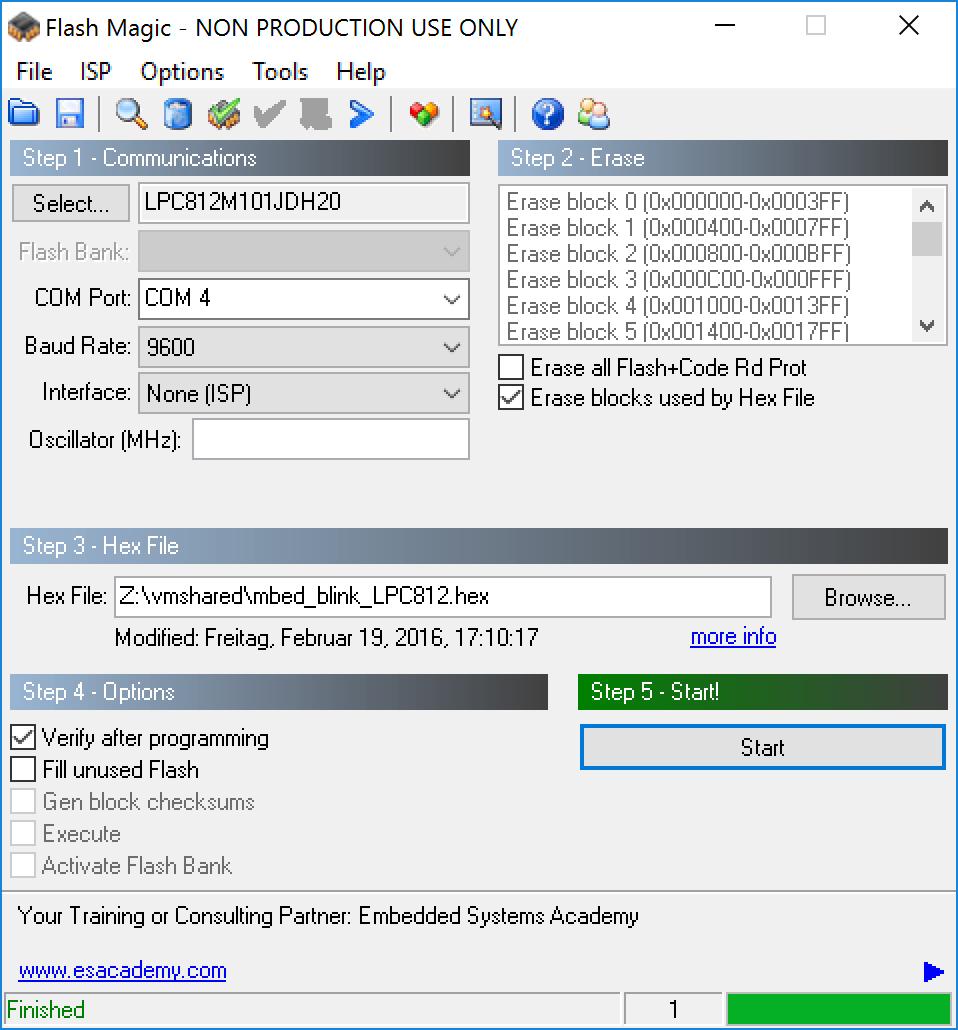 Flash Magic - NON PRODUCTION USE ONLY
File ISP Options Tools Help
Step 1 - Communications
Select... LPC812M101JDH20
Flash Bank:
COM Port: COM 4
Baud Rate: 9600
Interface: None (ISP)
Oscillator (MHz):
Step 2 - Erase
Erase block 0 (0x000000-0x0003FF)
Erase block 1 (0x000400-0x0007FF)
Erase block 2 (0x000800-0x000BFF)
Erase block 3 (0x000C00-0x000FFF)
Erase block 4 (0x001000-0x0013FF)
Erase block 5 (0x001400-0x0017FF)
Erase all Flash+Code Rd Prot
Erase blocks used by Hex File
Step 3 - Hex File
Hex File: Z:\vmshared\mbed_blink_LPC812.hex Browse...
Modified: Freitag, Februar 19, 2016, 17:10:17 more info
Step 4 - Options
Verify after programming
Fill unused Flash
Gen block checksums
Execute
Activate Flash Bank
Step 5 - Start!
Start
Your Training or Consulting Partner: Embedded Systems Academy
www.esacademy.com
Finished 1